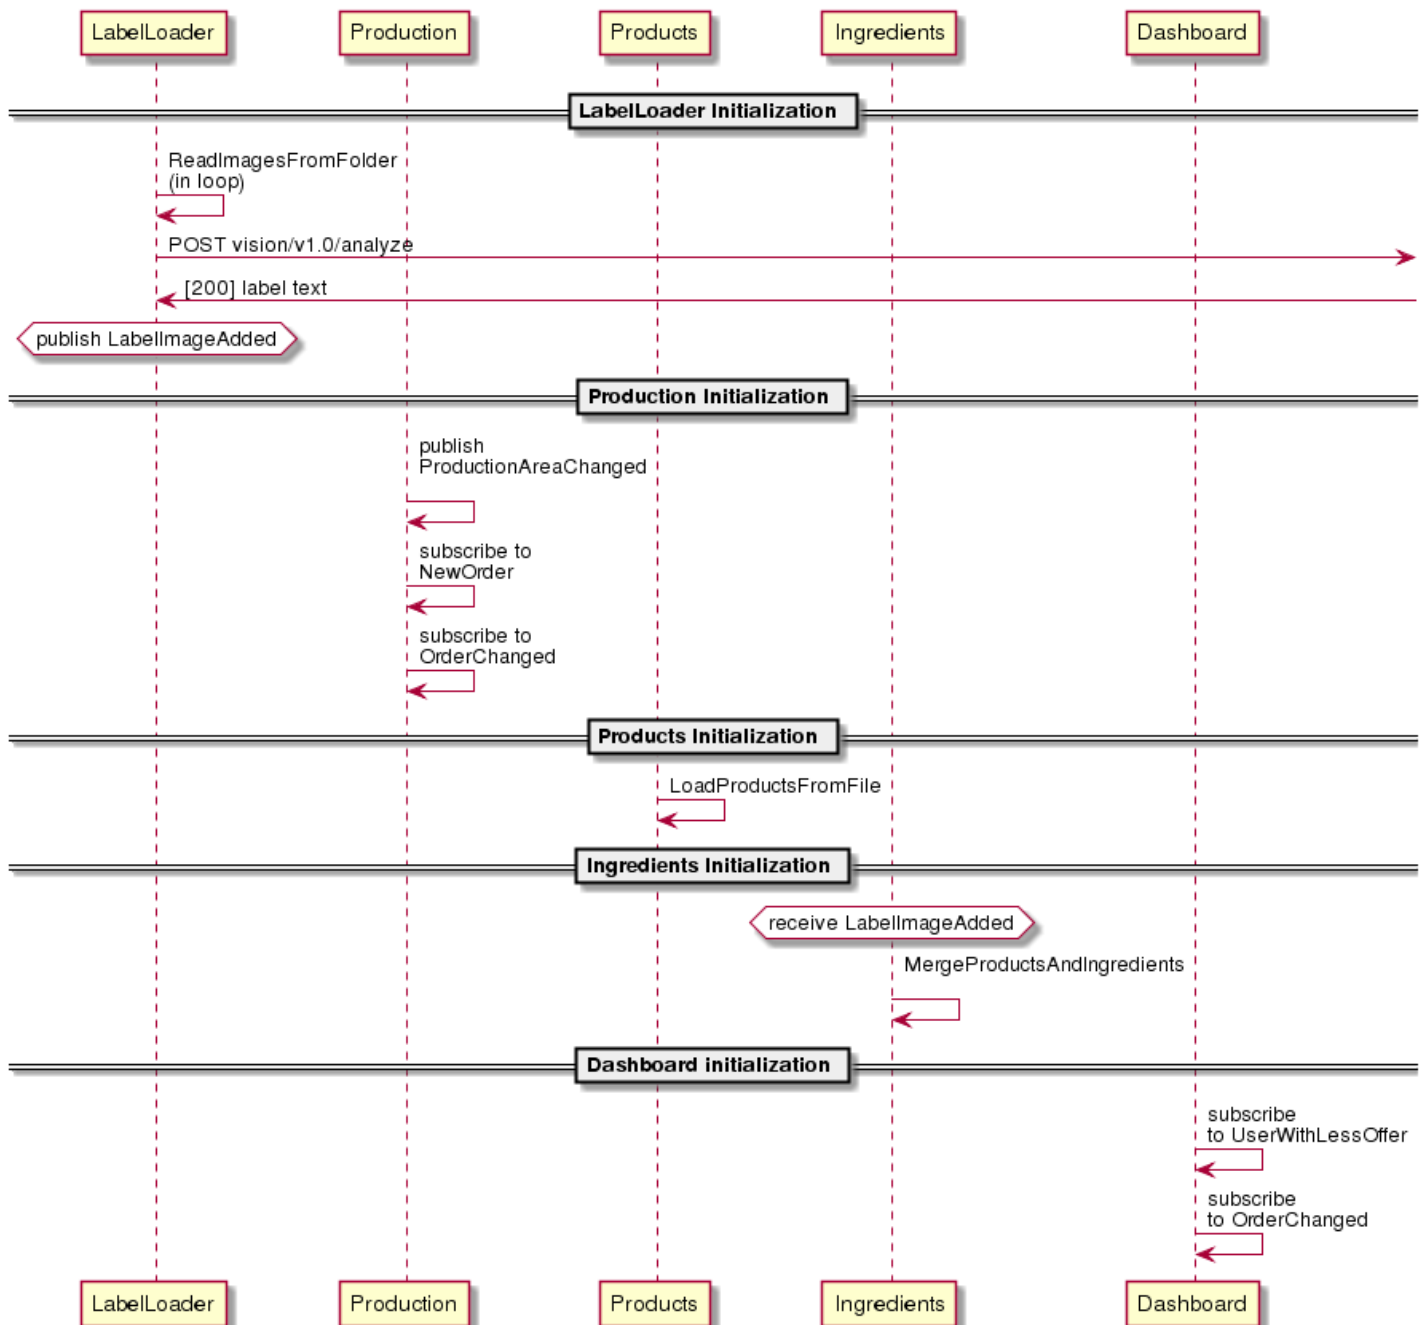 LabelLoader
Production
Products
Ingredients
Dashboard
LabelLoader Initialization
ReadImagesFromFolder
(in loop)
POST vision/v1.0/analyze
[200] label text
publish LabelImageAdded
Production Initialization
publish
ProductionAreaChanged
subscribe to
NewOrder
subscribe to
OrderChanged
Products Initialization
LoadProductsFromFile
Ingredients Initialization
receive LabelImageAdded
MergeProductsAndIngredients
Dashboard initialization
subscribe
to UserWithLessOffer
subscribe
to OrderChanged
LabelLoader
Production
Products
Ingredients
Dashboard